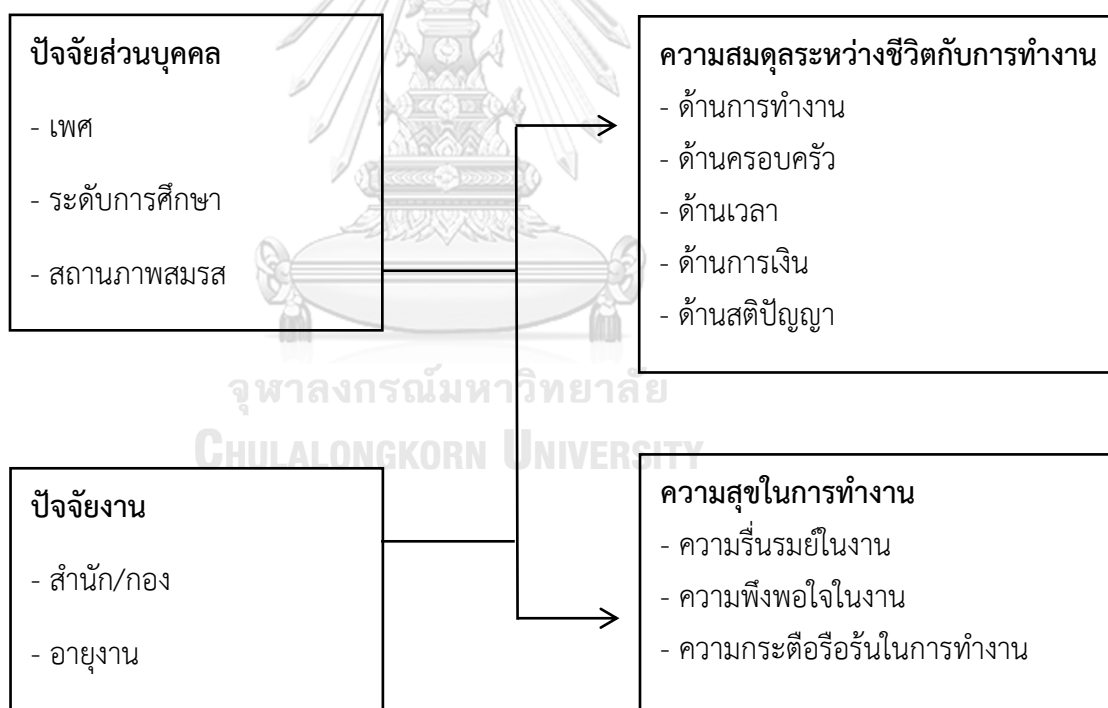 ปัจจัยส่วนบุคคล
- เพศ
- ระดับการศึกษา
- สถานภาพสมรส
ความสมดุลระหว่างชีวิตกับการทำงาน
- ด้านการทำงาน
- ด้านครอบครัว
- ด้านเวลา
- ด้านการเงิน
- ด้านสติปัญญา
จุฬาลงกรณ์มหาวิทยาลัย
CHULALONGKORN UNIVERSITY
ปัจจัยงาน
- สำนัก/กอง
- อายุงาน
ความสุขในการทำงาน
- ความรื่นรมย์ในงาน
- ความพึงพอใจในงาน
- ความกระตือรือร้นในการทำงาน